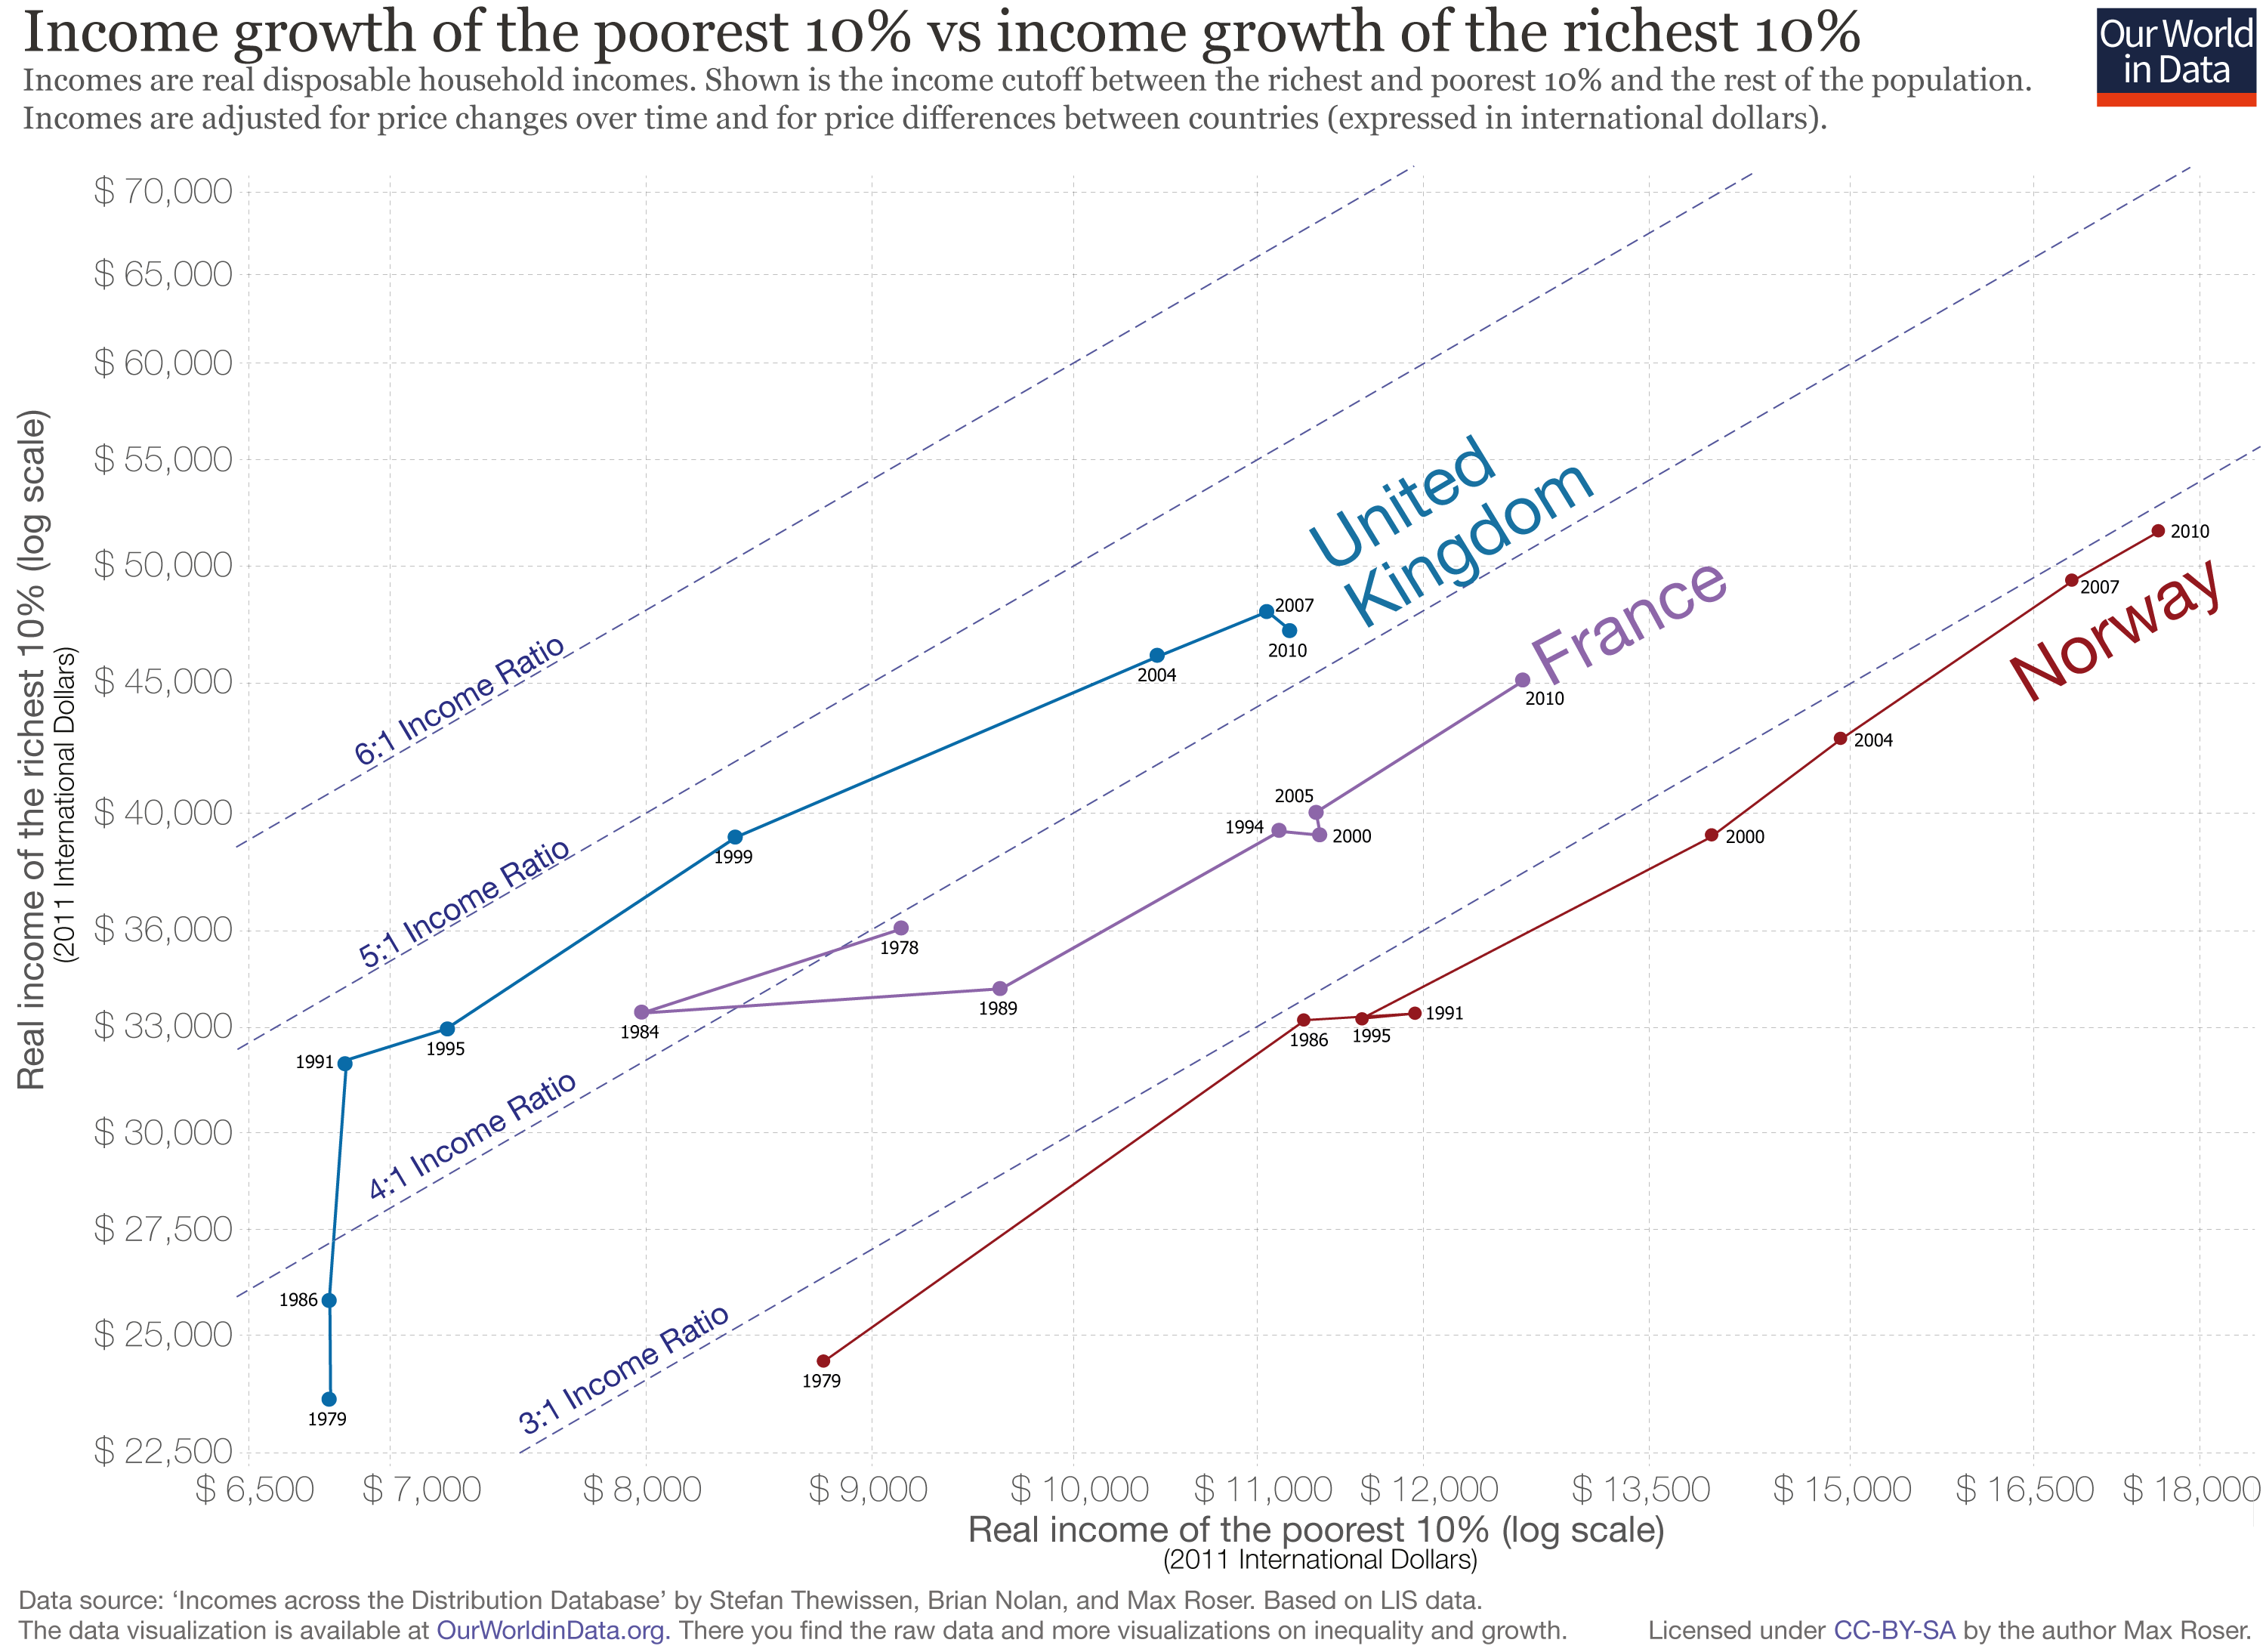 Income growth of the poorest 10% vs income growth of the richest 10%
Our World
in Data
Incomes are real disposable household incomes. Shown is the income cutoff between the richest and poorest 10% and the rest of the population.
Incomes are adjusted for price changes over time and for price differences between countries (expressed in international dollars).
Real income of the richest 10% (log scale)
(2011 International Dollars)
$ 70,000
$ 65,000
$ 60,000
$ 55,000
$ 50,000
$ 45,000
$ 40,000
$ 36,000
$ 33,000
$ 30,000
$ 27,500
$ 25,000
$ 22,500
6:1 Income Ratio
5:1 Income Ratio
4:1 Income Ratio
3:1 Income Ratio
United
Kingdom
1979
1986
1991
1995
1999
2004
2007
2010
France
1978
1984
1989
1994
2000
2005
2010
Norway
1979
1986
1995
1991
2000
2004
2007
2010
$ 6,500
$ 7,000
$ 8,000
$ 9,000
$ 10,000
$ 11,000
$ 12,000
$ 13,500
$ 15,000
$ 16,500
$ 18,000
Real income of the poorest 10% (log scale)
(2011 International Dollars)
Data source: ‘Incomes across the Distribution Database’ by Stefan Thewissen, Brian Nolan, and Max Roser. Based on LIS data.
The data visualization is available at OurWorldinData.org. There you find the raw data and more visualizations on inequality and growth.
Licensed under CC-BY-SA by the author Max Roser.